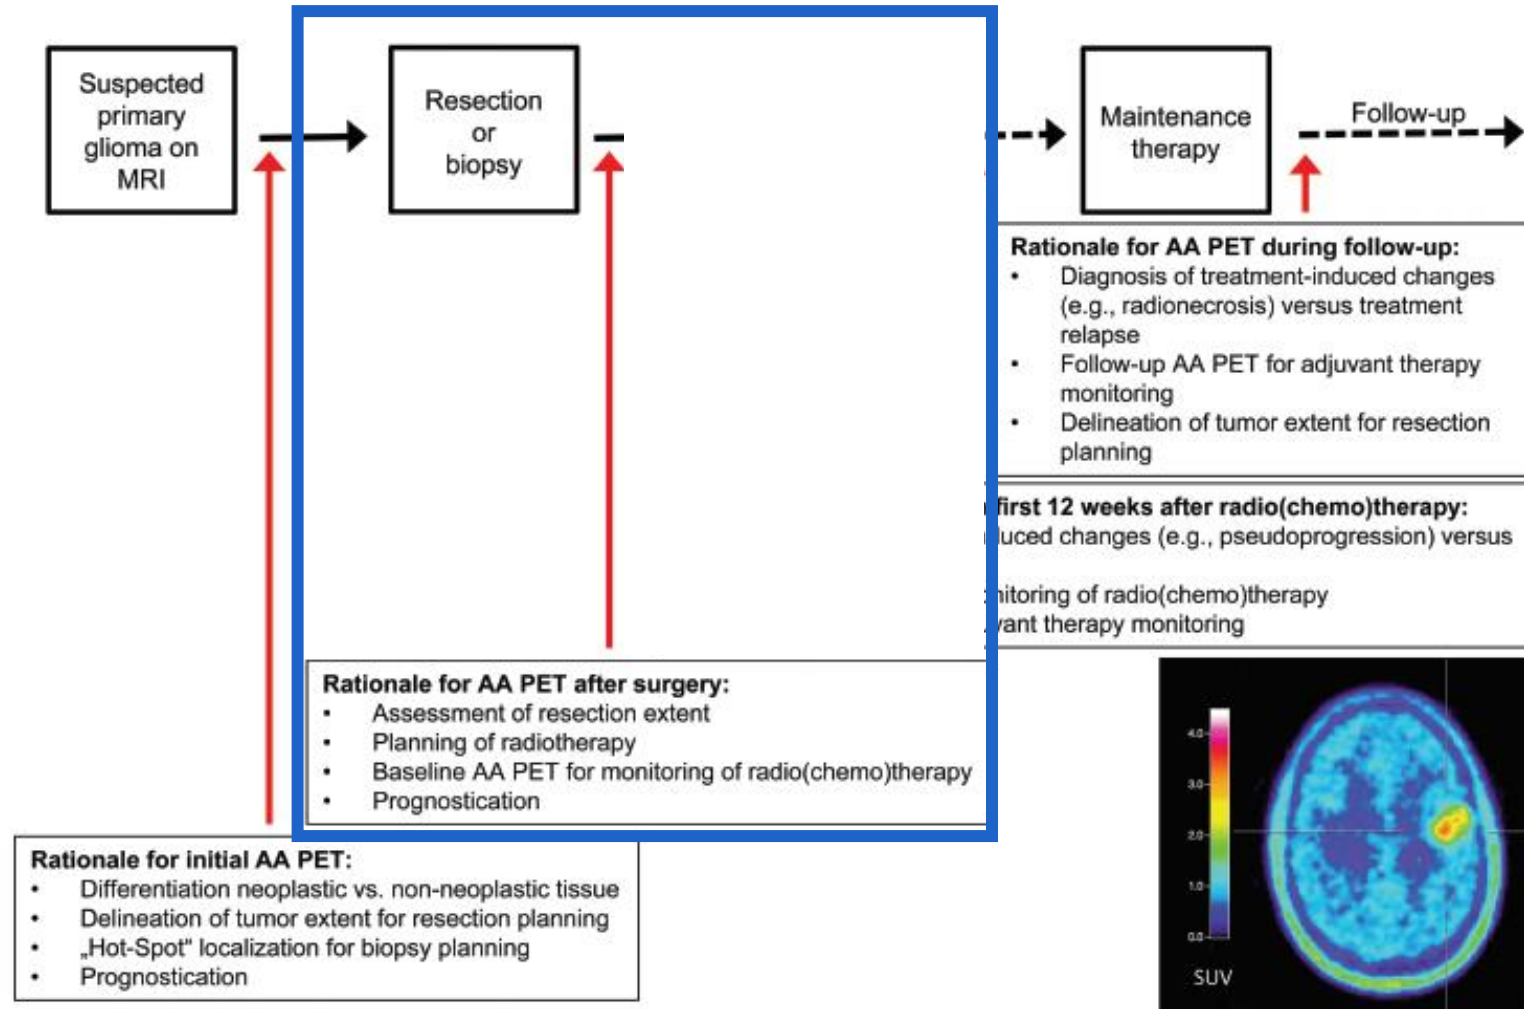 Suspected
primary
glioma on
MRI
Resection
or
biopsy
Maintenance
therapy
Follow-up
Rationale for AA PET during follow-up:
• Diagnosis of treatment-induced changes
(e.g., radionecrosis) versus treatment
relapse
• Follow-up AA PET for adjuvant therapy
monitoring
• Delineation of tumor extent for resection
planning
first 12 weeks after radio(chemo)therapy:
changes (e.g., pseudoprogression) versus
of radio(chemo)therapy
therapy monitoring
Rationale for AA PET after surgery:
• Assessment of resection extent
• Planning of radiotherapy
• Baseline AA PET for monitoring of radio(chemo)therapy
• Prognostication
Rationale for initial AA PET:
• Differentiation neoplastic vs. non-neoplastic tissue
• Delineation of tumor extent for resection planning
• „Hot-Spot“ localization for biopsy planning
• Prognostication
4.0
3.0
2.0
1.0
0.0
SUV